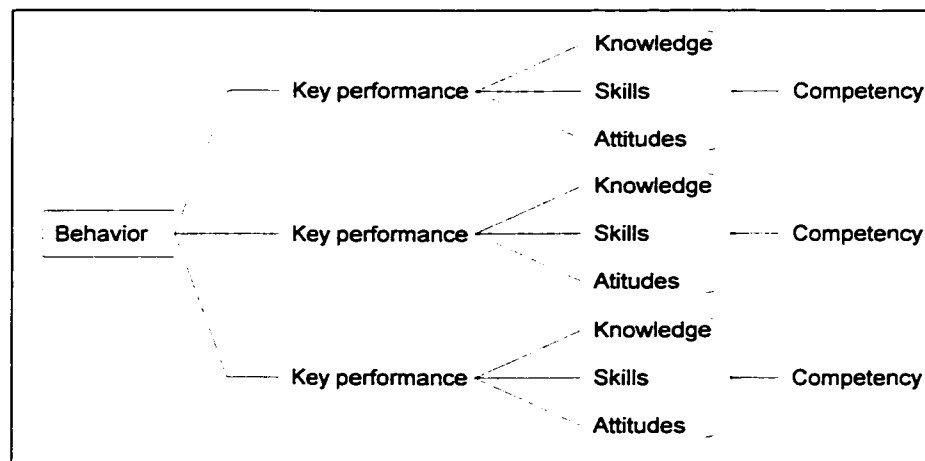 Knowledge
Key performance Skills Competency
Attitudes
Knowledge
Behavior Key performance Skills Competency
Atitudes
Knowledge
Key performance Skills Competency
Attitudes